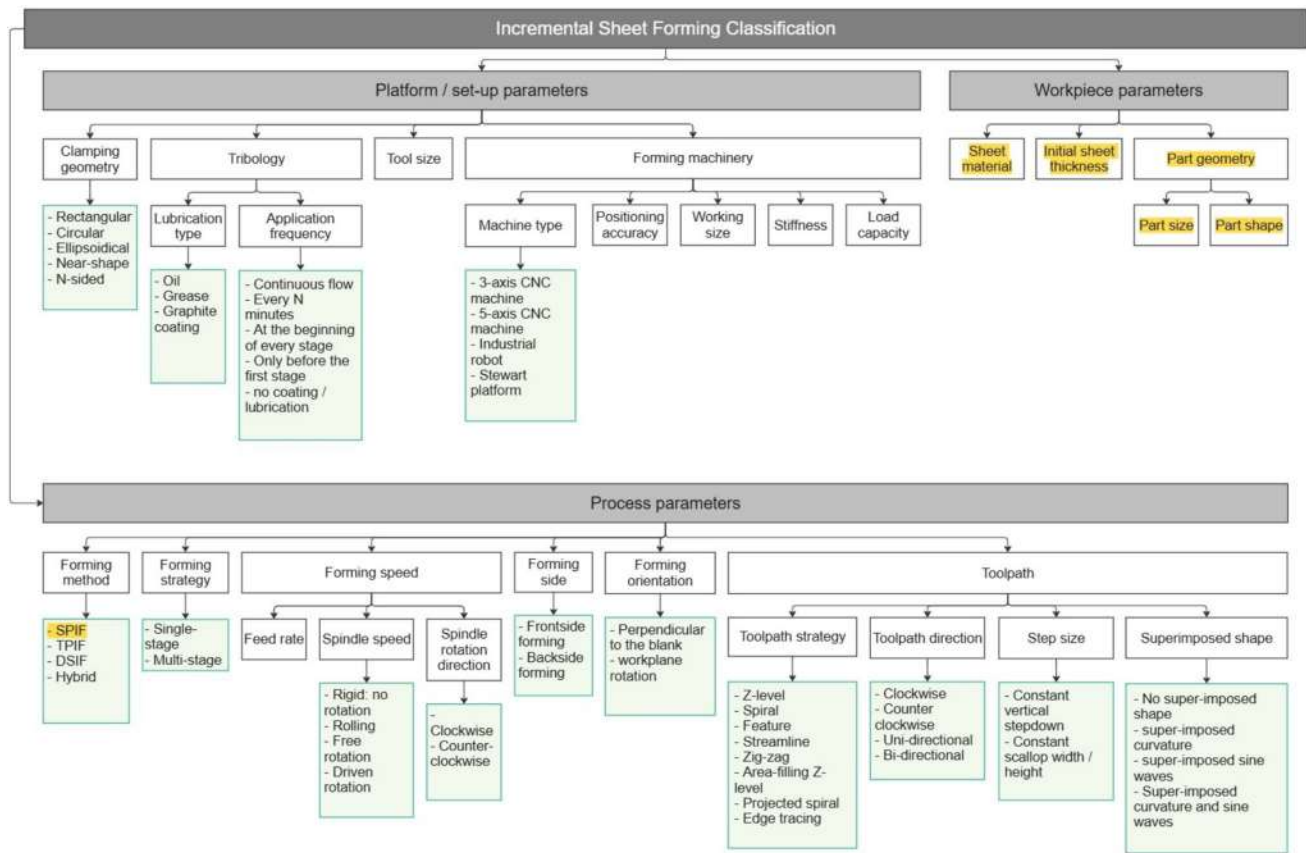 Incremental Sheet Forming Classification
Platform / set-up parameters
Workpiece parameters
Clamping
geometry
Tribology
Tool size
Forming machinery
Sheet
material
Initial sheet
thickness
Part geometry
- Rectangular
- Circular
- Ellipsoidical
- Near-shape
- N-sided
Lubrication
type
Application
frequency
Machine type
Positioning
accuracy
Working
size
Stiffness
Load
capacity
Part size
Part shape
- Oil
- Grease
- Graphite
coating
- Continuous flow
- Every N
minutes
- At the beginning
of every stage
- Only before the
first stage
- no coating /
lubrication
- 3-axis CNC
machine
- 5-axis CNC
machine
- Industrial
robot
- Stewart
platform
Process parameters
Forming
method
Forming
strategy
Forming speed
Forming
side
Forming
orientation
Toolpath
- SPIF
- TPIF
- DSIF
- Hybrid
- Single-
stage
- Multi-stage
Feed rate
Spindle speed
Spindle
rotation
direction
- Frontside
forming
- Backside
forming
- Perpendicular
to the blank
- workplane
rotation
Toolpath strategy
Toolpath direction
Step size
Superimposed shape
- Rigid: no
rotation
- Rolling
- Free
rotation
- Driven
rotation
-
Clockwise
- Counter-
clockwise
- Z-level
- Spiral
- Feature
- Streamline
- Zig-zag
- Area-filling Z-
level
- Projected spiral
- Edge tracing
- Clockwise
- Counter
clockwise
- Uni-directional
- Bi-directional
- Constant
vertical
stepdown
- Constant
scallop width /
height
- No super-imposed
shape
- super-imposed
curvature
- super-imposed sine
waves
- Super-imposed
curvature and sine
waves